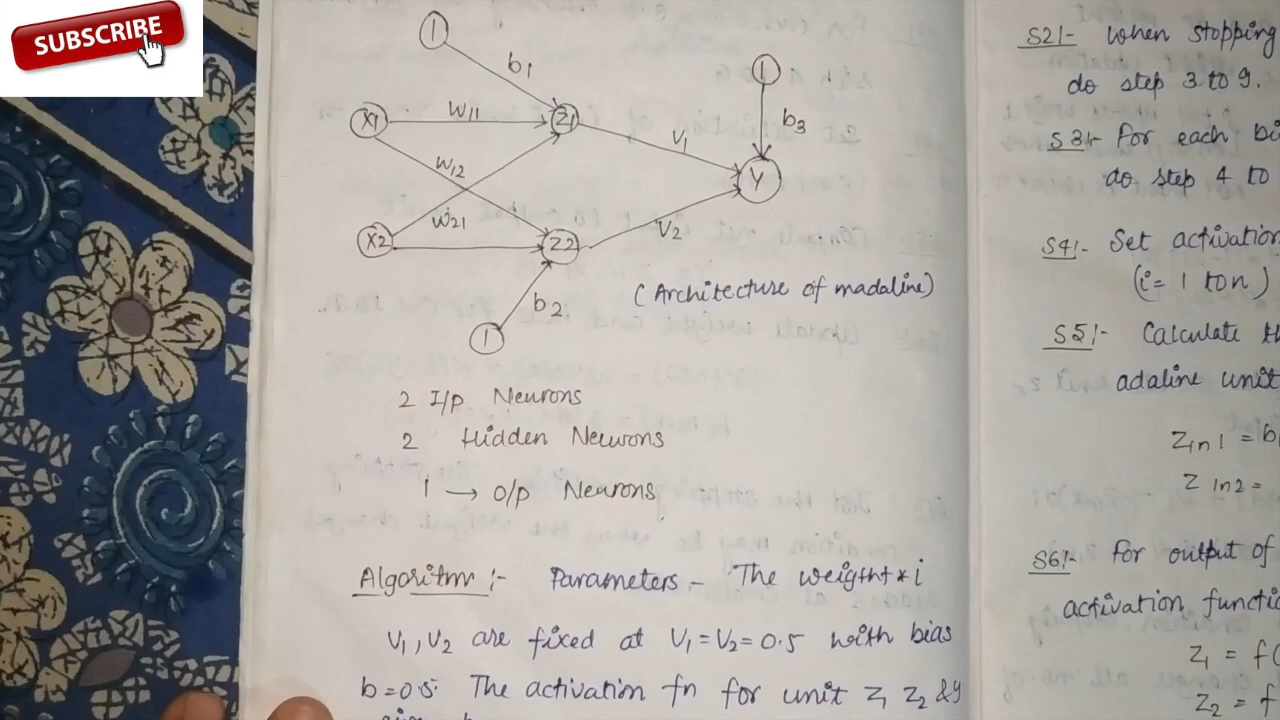 SUBSCRIBE
1
b1
1
X1
W11
Z1
b3
V1
W12
Y
W21
X2
Z2
V2
b2
(Architecture of madaline)
1
2 I/p Neurons
2 Hidden Neurons
1 → O/p Neurons
Algorithm :- Parameters - The weight * i
V1, V2 are fixed at V1 = V2 = 0.5 with bias
b = 0.5. The activation fn for unit Z1 Z2 & Y
S2:- When stopping
do step 3 to 9.
S3:- For each bi
do step 4 to
S4:- Set activation
(i = 1 to n)
S5:- Calculate th
adaline unit
Zin1 = b1
Zin2 =
S6:- For output of
activation functi
Z1 = f(
Z2 = f